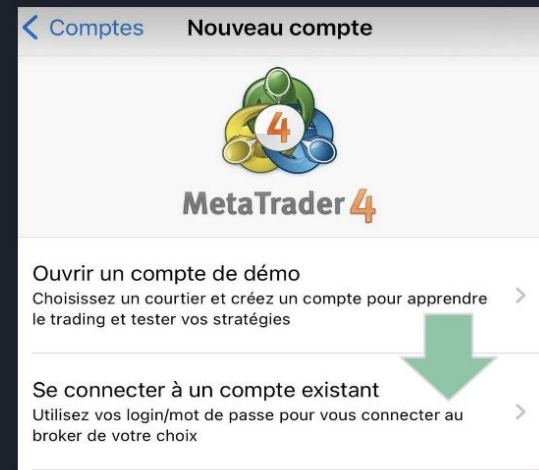 Comptes Nouveau compte
4
MetaTrader 4
Ouvrir un compte de démo
Choisissez un courtier et créez un compte pour apprendre
le trading et tester vos stratégies
Se connecter à un compte existant
Utilisez vos login/mot de passe pour vous connecter au
broker de votre choix